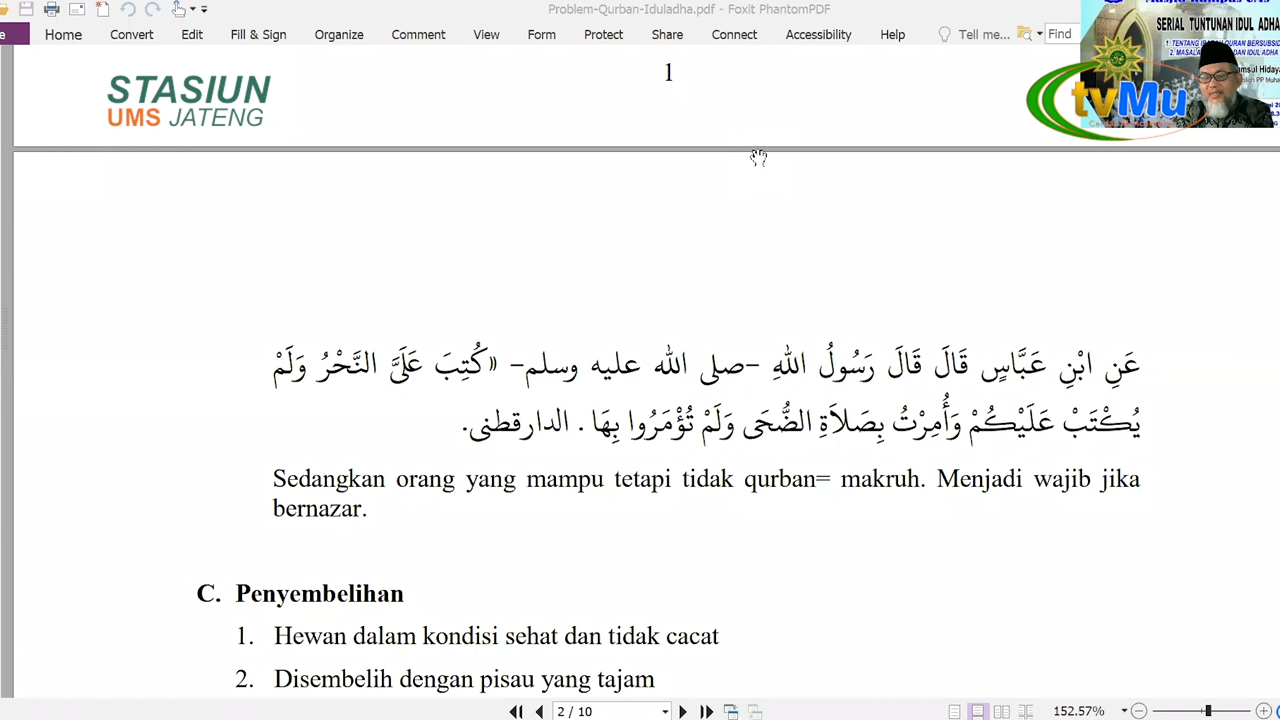 Problem-Qurban-Iduladha.pdf - Foxit PhantomPDF
Home Convert Edit Fill & Sign Organize Comment View Form Protect Share Connect Accessibility Help Tell me... Find
SERIAL TUNTUNAN IDUL ADHA
STASIUN
UMS JATENG
1
tvMu
عَنِ ابْنِ عَبَّاسٍ قَالَ قَالَ رَسُولُ اللهِ -صلى الله عليه وسلم- «كُتِبَ عَلَىَّ النَّحْرُ وَلَمْ
يُكْتَبْ عَلَيْكُمْ وَأُمِرْتُ بِصَلاَةِ الضُّحَى وَلَمْ تُؤْمَرُوا بِهَا . الدارقطنى.
Sedangkan orang yang mampu tetapi tidak qurban= makruh. Menjadi wajib jika
bernazar.
C. Penyembelihan
1. Hewan dalam kondisi sehat dan tidak cacat
2. Disembelih dengan pisau yang tajam
2 / 10
152.57%